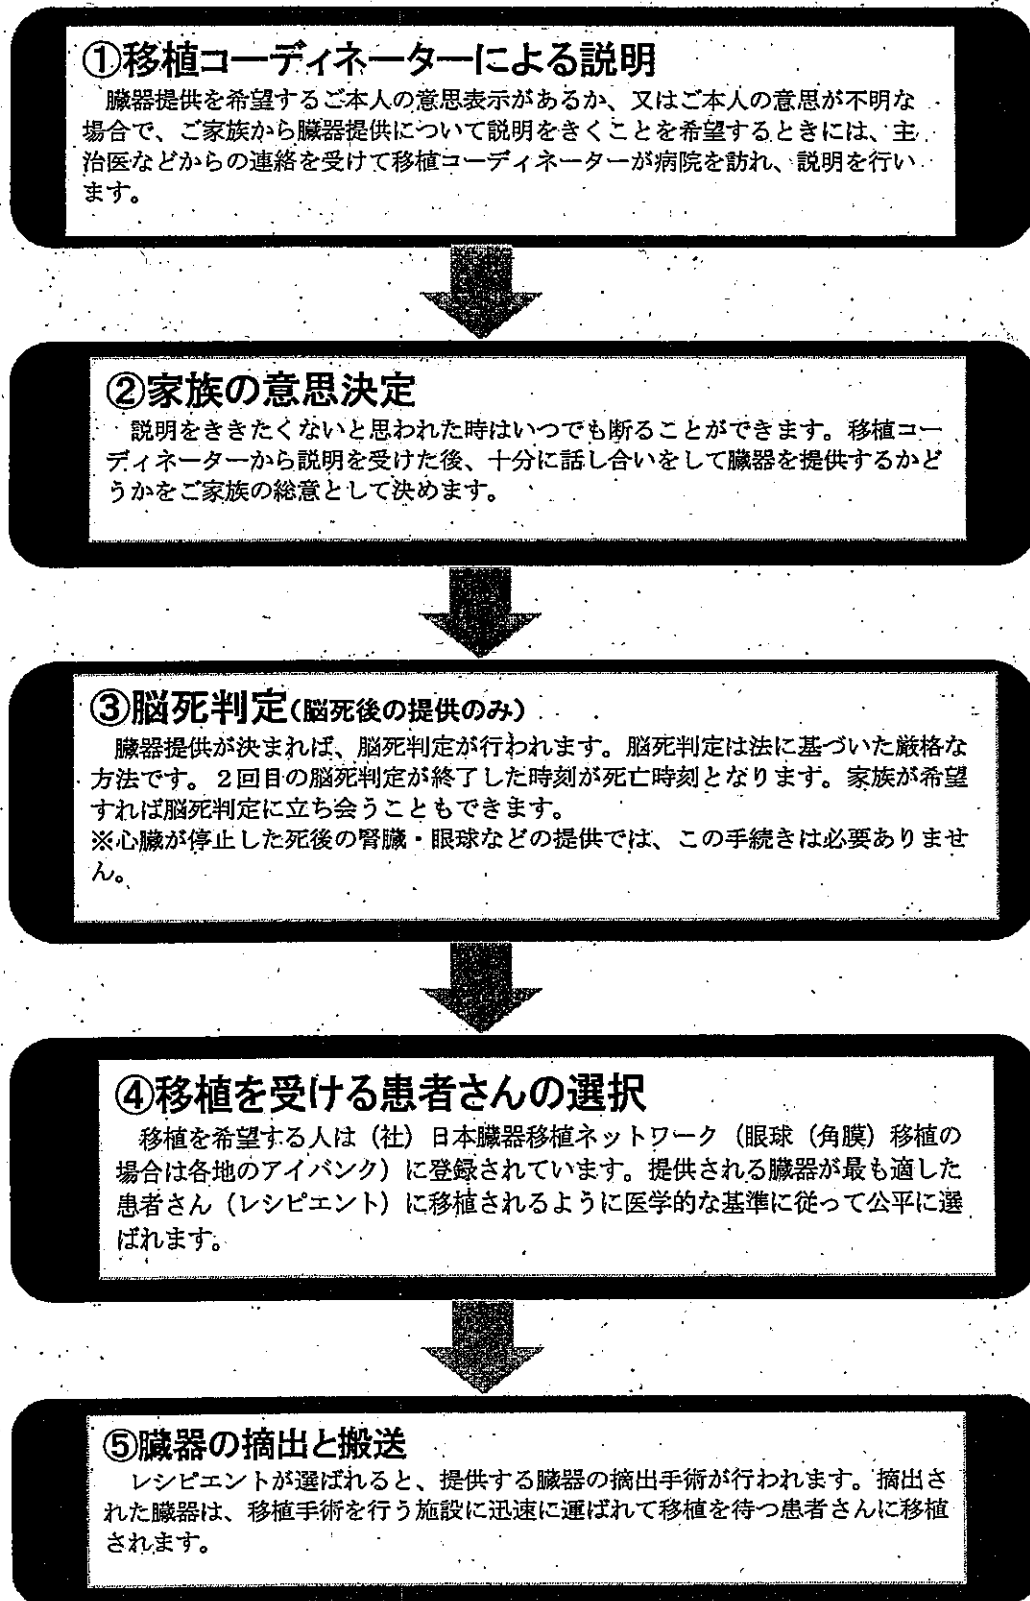 ①移植コーディネーターによる説明
臓器提供を希望するご本人の意思表示があるか、又はご本人の意思が不明な
場合で、ご家族から臓器提供について説明をきくことを希望するときには、主
治医などからの連絡を受けて移植コーディネーターが病院を訪れ、説明を行い
ます。
②家族の意思決定
説明をききたくないと思われた時はいつでも断ることができます。移植コー
ディネーターから説明を受けた後、十分に話し合いをして臓器を提供するかど
うかをご家族の総意として決めます。
③脳死判定(脳死後の提供のみ)
臓器提供が決まれば、脳死判定が行われます。脳死判定は法に基づいた厳格な
方法です。2回目の脳死判定が終了した時刻が死亡時刻となります。家族が希望
すれば脳死判定に立ち会うこともできます。
※心臓が停止した死後の腎臓・眼球などの提供では、この手続きは必要ありませ
ん。
④移植を受ける患者さんの選択
移植を希望する人は(社)日本臓器移植ネットワーク(眼球(角膜)移植の
場合は各地のアイバンク)に登録されています。提供される臓器が最も適した
患者さん(レシピエント)に移植されるように医学的な基準に従って公平に選
ばれます。
⑤臓器の摘出と搬送
レシピエントが選ばれると、提供する臓器の摘出手術が行われます。摘出さ
れた臓器は、移植手術を行う施設に迅速に運ばれて移植を待つ患者さんに移植
されます。